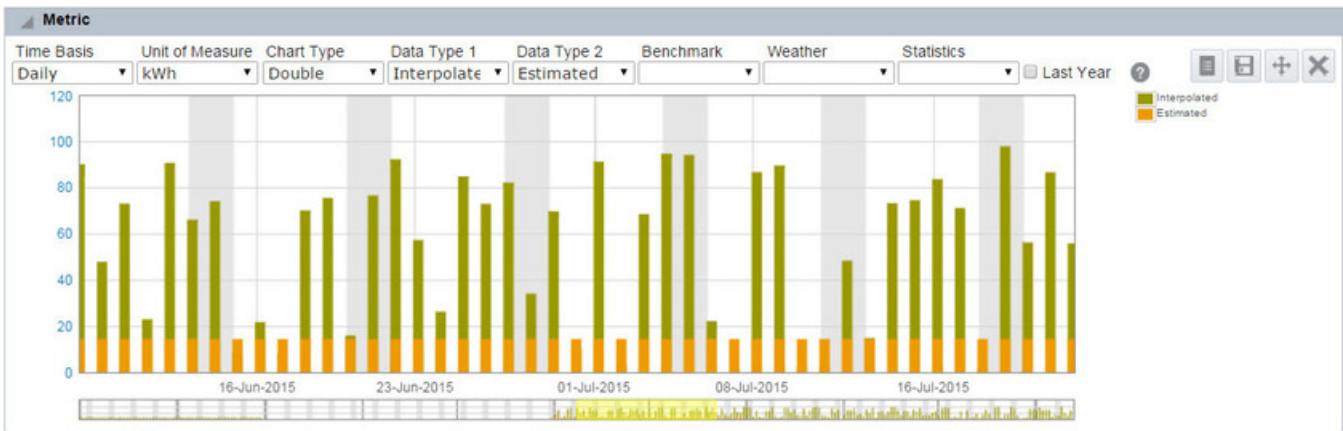 Metric
Time Basis Unit of Measure Chart Type Data Type 1 Data Type 2 Benchmark Weather Statistics
Daily kWh Double Interpolate Estimated Last Year ?
Interpolated
Estimated
120
100
80
60
40
20
0
16-Jun-2015 23-Jun-2015 01-Jul-2015 08-Jul-2015 16-Jul-2015